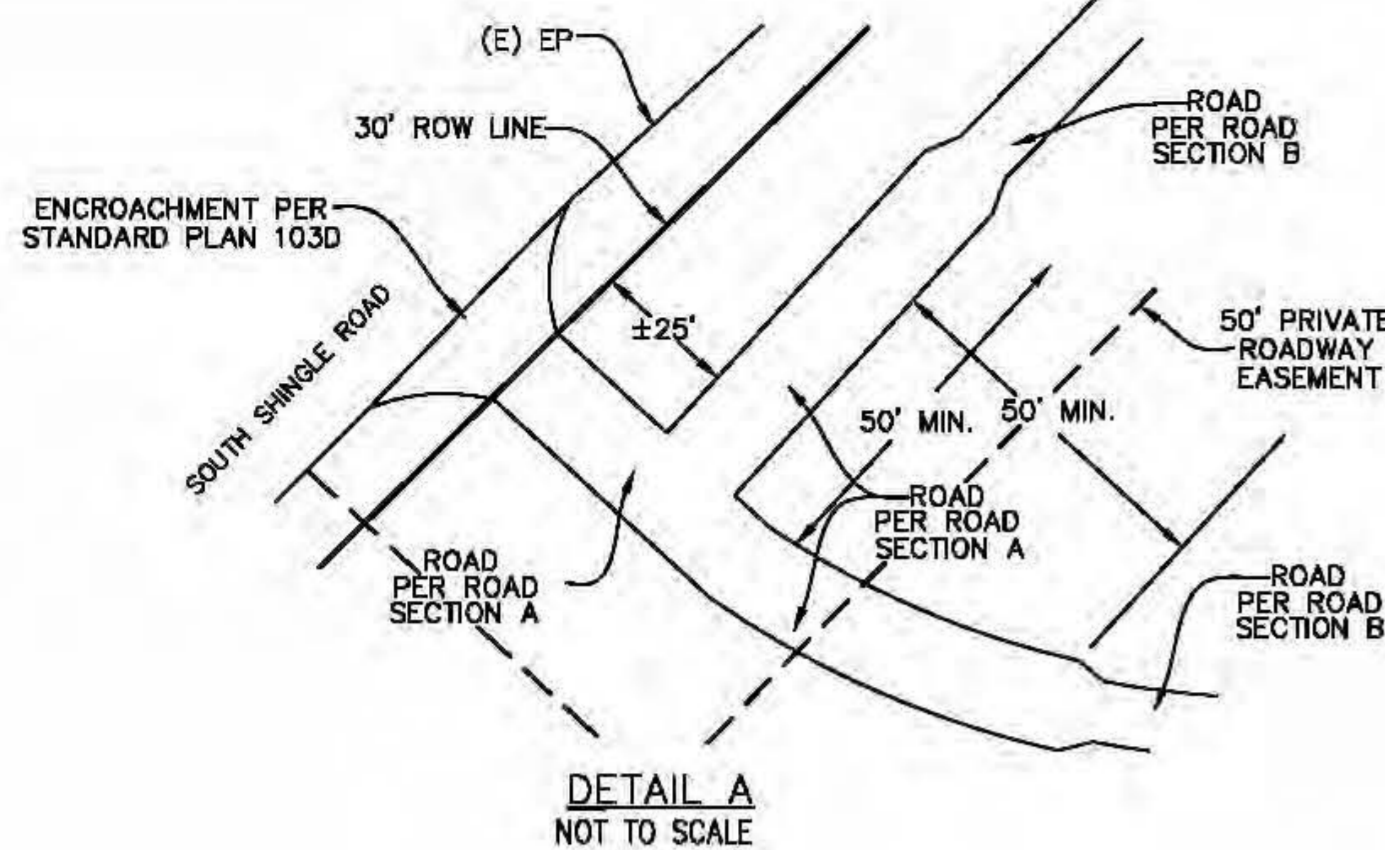 (E) EP
30' ROW LINE
ENCROACHMENT PER
STANDARD PLAN 103D
SOUTH SHINGLE ROAD
±25'
ROAD
PER ROAD
SECTION B
50' PRIVATE
ROADWAY
EASEMENT
50' MIN.
50' MIN.
ROAD
PER ROAD
SECTION A
ROAD
PER ROAD
SECTION A
ROAD
PER ROAD
SECTION B
DETAIL A
NOT TO SCALE